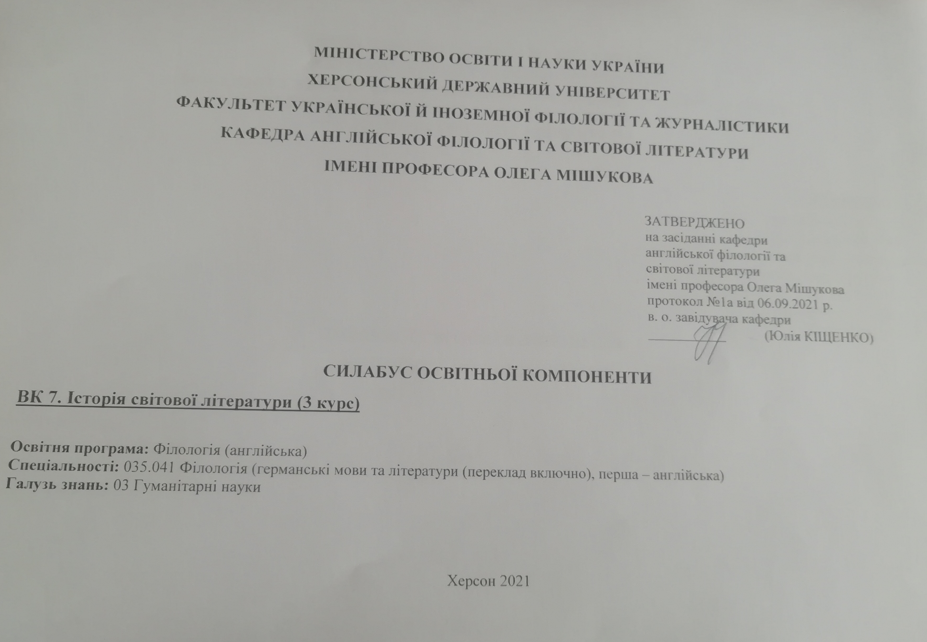 МІНІСТЕРСТВО ОСВІТИ І НАУКИ УКРАЇНИ
ХЕРСОНСЬКИЙ ДЕРЖАВНИЙ УНІВЕРСИТЕТ
ФАКУЛЬТЕТ УКРАЇНСЬКОЇ Й ІНОЗЕМНОЇ ФІЛОЛОГІЇ ТА ЖУРНАЛІСТИКИ
КАФЕДРА АНГЛІЙСЬКОЇ ФІЛОЛОГІЇ ТА СВІТОВОЇ ЛІТЕРАТУРИ
ІМЕНІ ПРОФЕСОРА ОЛЕГА МІШУКОВА
ЗАТВЕРДЖЕНО
на засіданні кафедри
англійської філології та
світової літератури
імені професора Олега Мішукова
протокол №1а від 06.09.2021 р.
в. о. завідувача кафедри
(Юлія КІЩЕНКО)
СИЛАБУС ОСВІТНЬОЇ КОМПОНЕНТИ
ВК 7. Історія світової літератури (3 курс)
Освітня програма: Філологія (англійська)
Спеціальності: 035.041 Філологія (германські мови та літератури (переклад включно), перша – англійська)
Галузь знань: 03 Гуманітарні науки
Херсон 2021